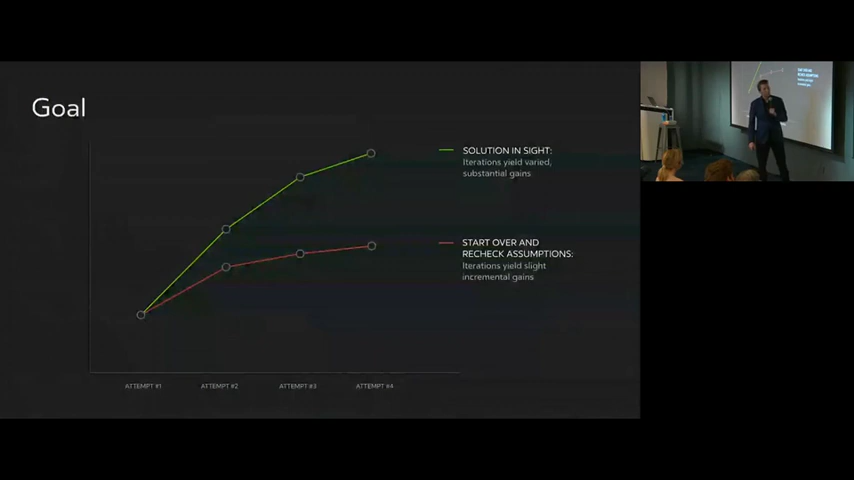 Goal
SOLUTION IN SIGHT:
Iterations yield varied,
substantial gains
START OVER AND
RECHECK ASSUMPTIONS:
Iterations yield slight
incremental gains
ATTEMPT #1
ATTEMPT #2
ATTEMPT #3
ATTEMPT #4